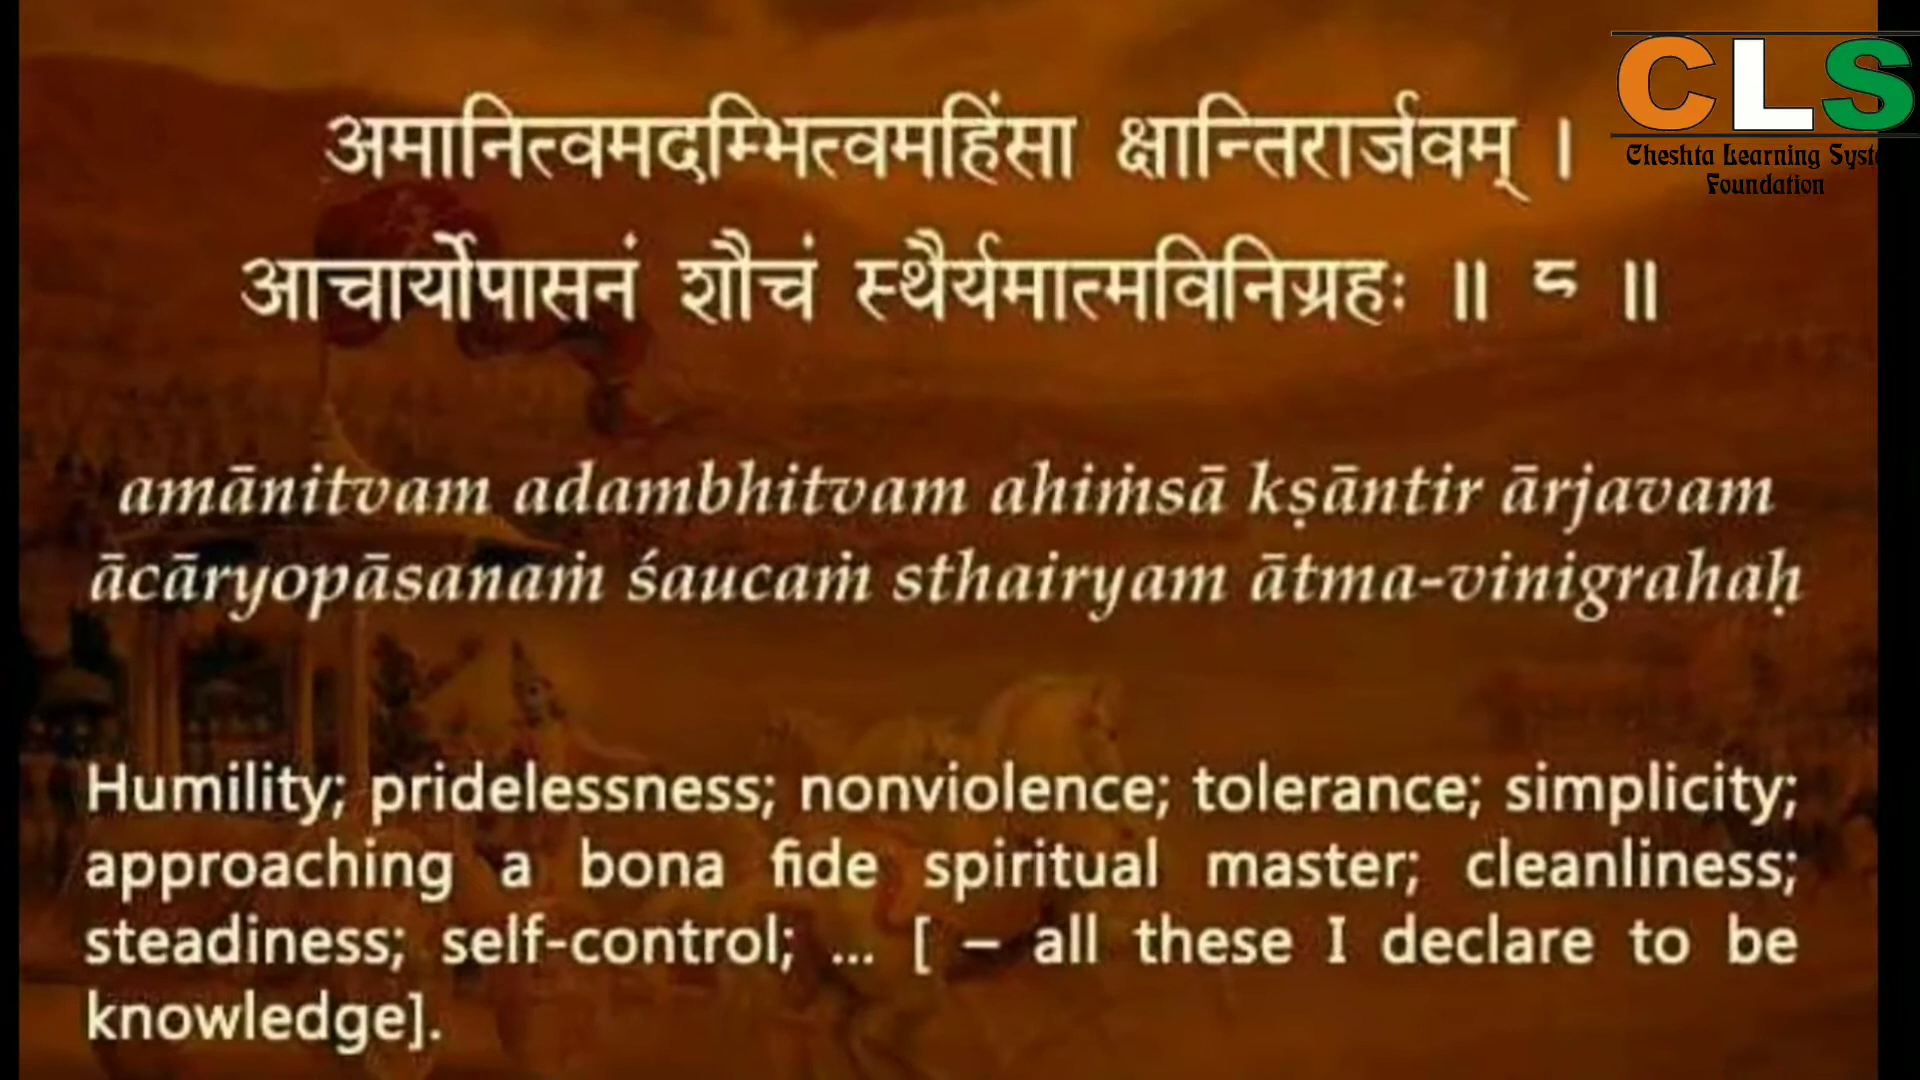 CLS
Cheshta Learning Syst
Foundation
अमानित्वमदम्भित्वमहिंसा क्षान्तिरार्जवम् ।
आचार्योपासनं शौचं स्थैर्यमात्मविनिग्रहः ॥ ८ ॥
amānitvam adambhitvam ahiṁsā kṣāntir ārjavam
ācāryopāsanaṁ śaucaṁ sthairyam ātma-vinigrahaḥ
Humility; pridelessness; nonviolence; tolerance; simplicity;
approaching a bona fide spiritual master; cleanliness;
steadiness; self-control; ... [ – all these I declare to be
knowledge].